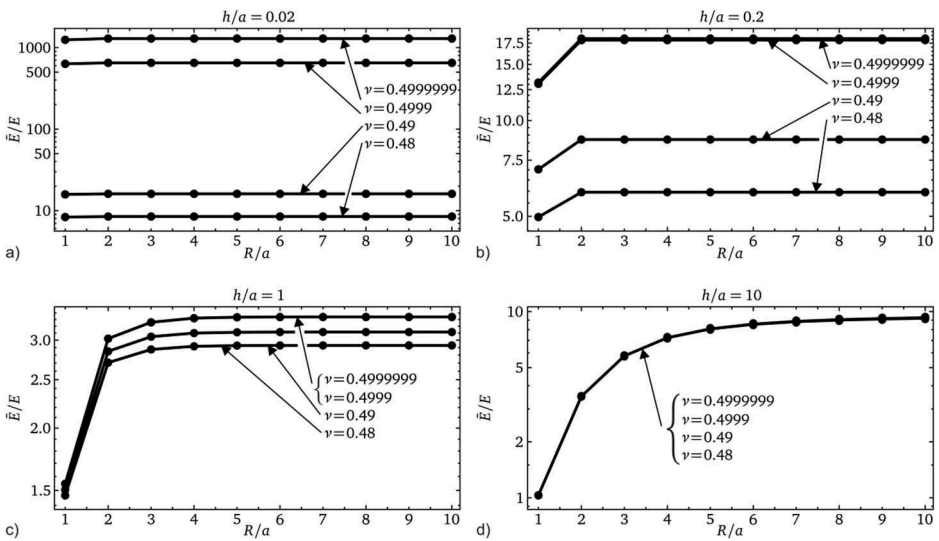 h/a = 0.02
1000
500
100
50
10
Ē/E
ν=0.4999999
ν=0.4999
ν=0.49
ν=0.48
1 2 3 4 5 6 7 8 9 10
R/a
a)
h/a = 0.2
17.5
15.0
12.5
10.0
7.5
5.0
Ē/E
ν=0.4999999
ν=0.4999
ν=0.49
ν=0.48
1 2 3 4 5 6 7 8 9 10
R/a
b)
h/a = 1
3.0
2.5
2.0
1.5
Ē/E
ν=0.4999999
ν=0.4999
ν=0.49
ν=0.48
1 2 3 4 5 6 7 8 9 10
R/a
c)
h/a = 10
10
5
2
1
Ē/E
ν=0.4999999
ν=0.4999
ν=0.49
ν=0.48
1 2 3 4 5 6 7 8 9 10
R/a
d)